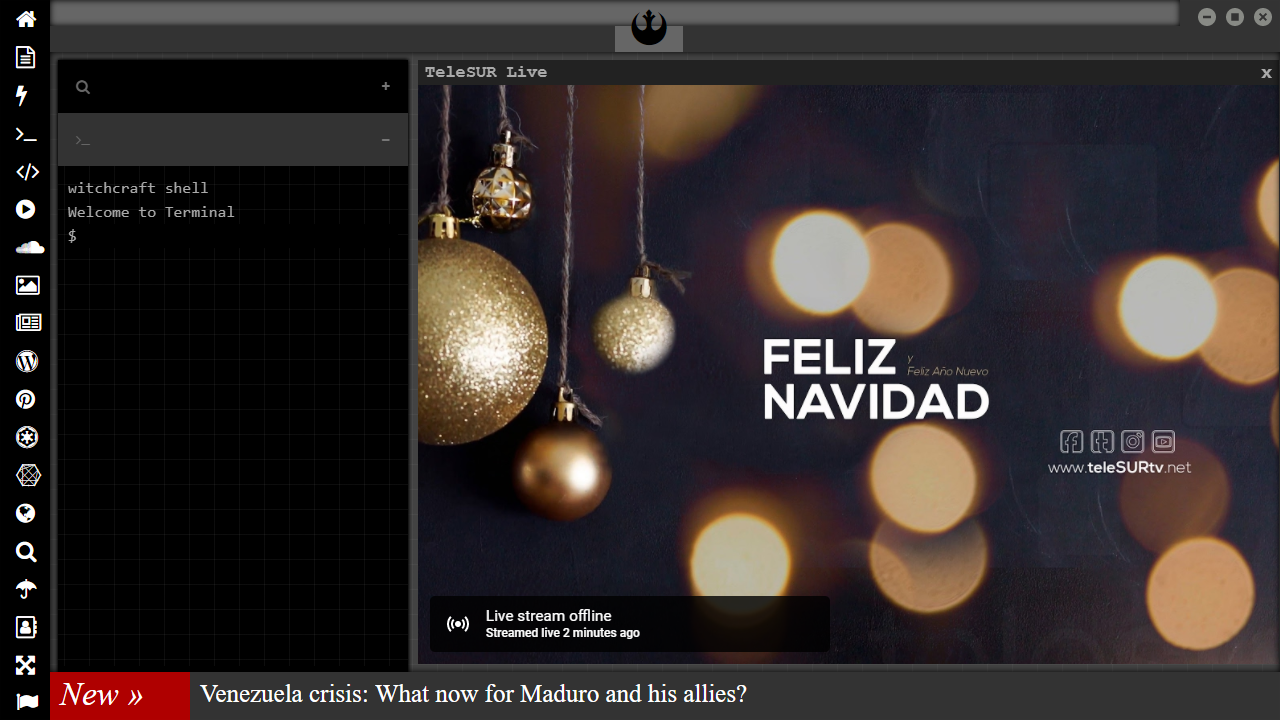 TeleSUR Live
x
+
>_
–
witchcraft shell
Welcome to Terminal
$
FELIZ
y
Feliz Año Nuevo
NAVIDAD
www.teleSURtv.net
Live stream offline
Streamed live 2 minutes ago
New »
Venezuela crisis: What now for Maduro and his allies?